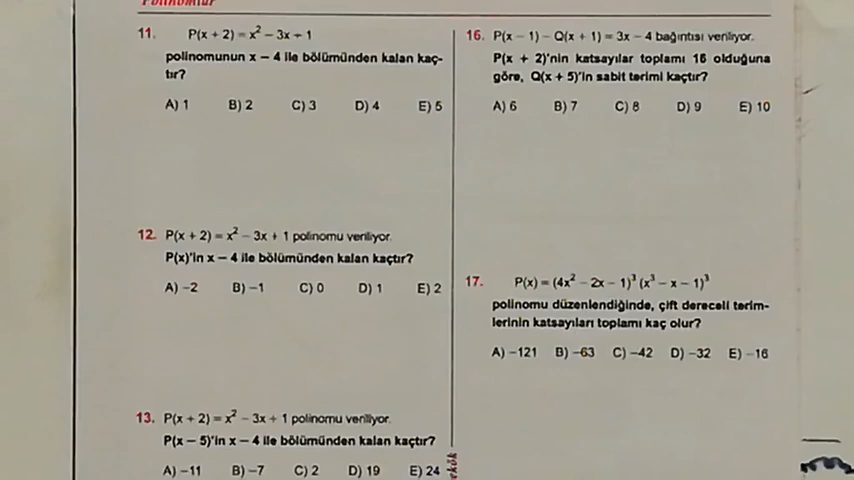 Polinomlar
11. P(x + 2) = x² – 3x + 1
polinomunun x – 4 ile bölümünden kalan kaç-
tır?
A) 1 B) 2 C) 3 D) 4 E) 5
12. P(x + 2) = x² – 3x + 1 polinomu veriliyor.
P(x)'in x – 4 ile bölümünden kalan kaçtır?
A) –2 B) –1 C) 0 D) 1 E) 2
13. P(x + 2) = x² – 3x + 1 polinomu veriliyor.
P(x – 5)'in x – 4 ile bölümünden kalan kaçtır?
A) –11 B) –7 C) 2 D) 19 E) 24
16. P(x – 1) – Q(x + 1) = 3x – 4 bağıntısı veriliyor.
P(x + 2)'nin katsayılar toplamı 16 olduğuna
göre, Q(x + 5)'in sabit terimi kaçtır?
A) 6 B) 7 C) 8 D) 9 E) 10
17. P(x) = (4x² – 2x – 1)³ (x³ – x – 1)³
polinomu düzenlendiğinde, çift dereceli terim-
lerinin katsayıları toplamı kaç olur?
A) –121 B) –63 C) –42 D) –32 E) –16